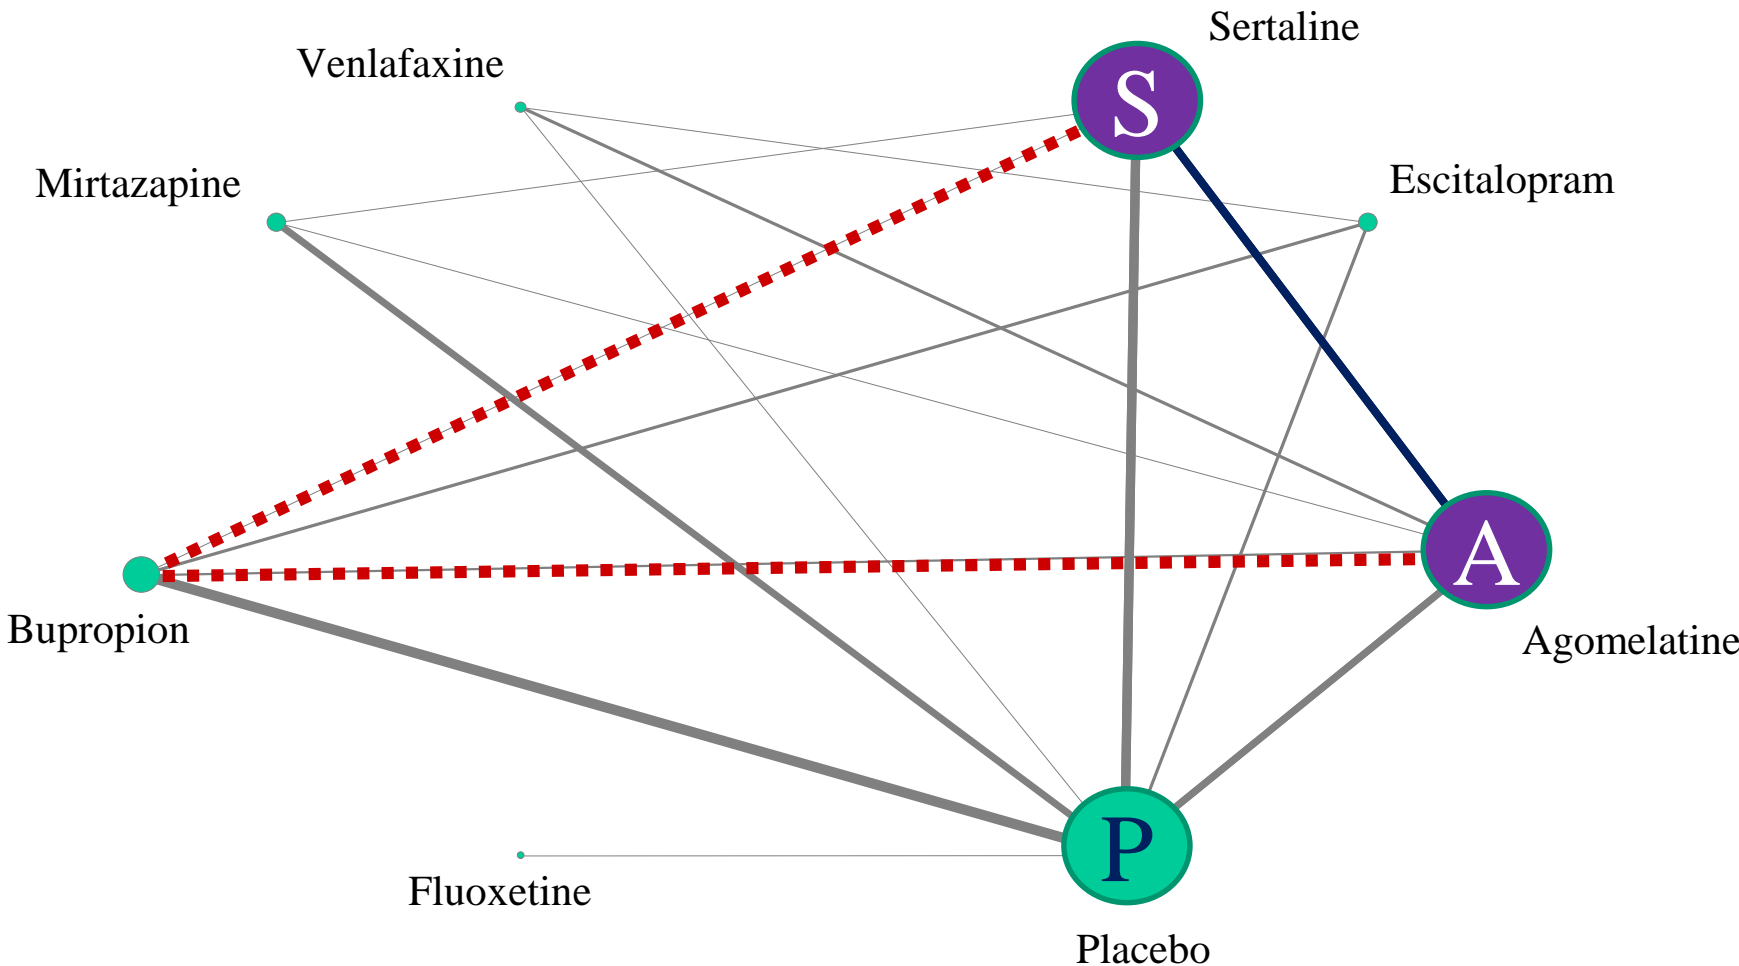 Sertaline
Venlafaxine
S
Mirtazapine
Escitalopram
A
Bupropion
Agomelatine
P
Fluoxetine
Placebo